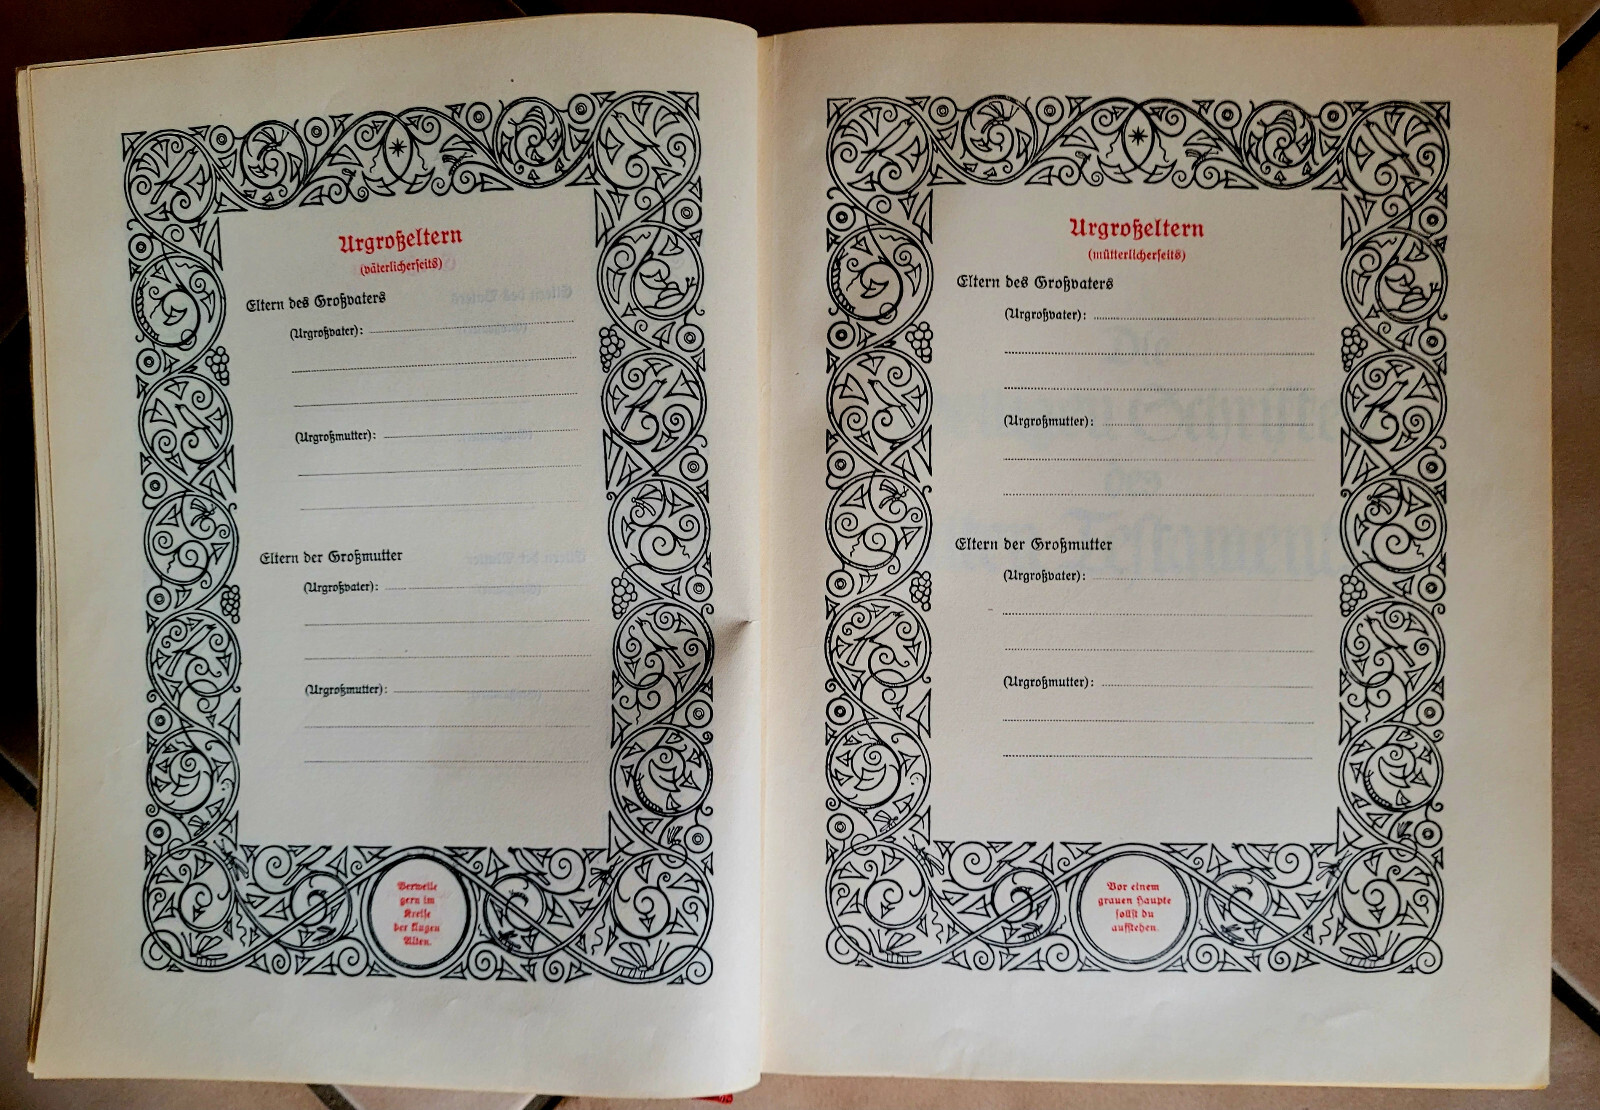 Urgroßeltern
(väterlicherseits)
Eltern des Großvaters
(Urgroßvater):
(Urgroßmutter):
Eltern der Großmutter
(Urgroßvater):
(Urgroßmutter):
Verweile
gern im
Kreise
der klugen
Alten.
Urgroßeltern
(mütterlicherseits)
Eltern des Großvaters
(Urgroßvater):
(Urgroßmutter):
Eltern der Großmutter
(Urgroßvater):
(Urgroßmutter):
Vor einem
grauen Haupte
sollst du
aufstehen.